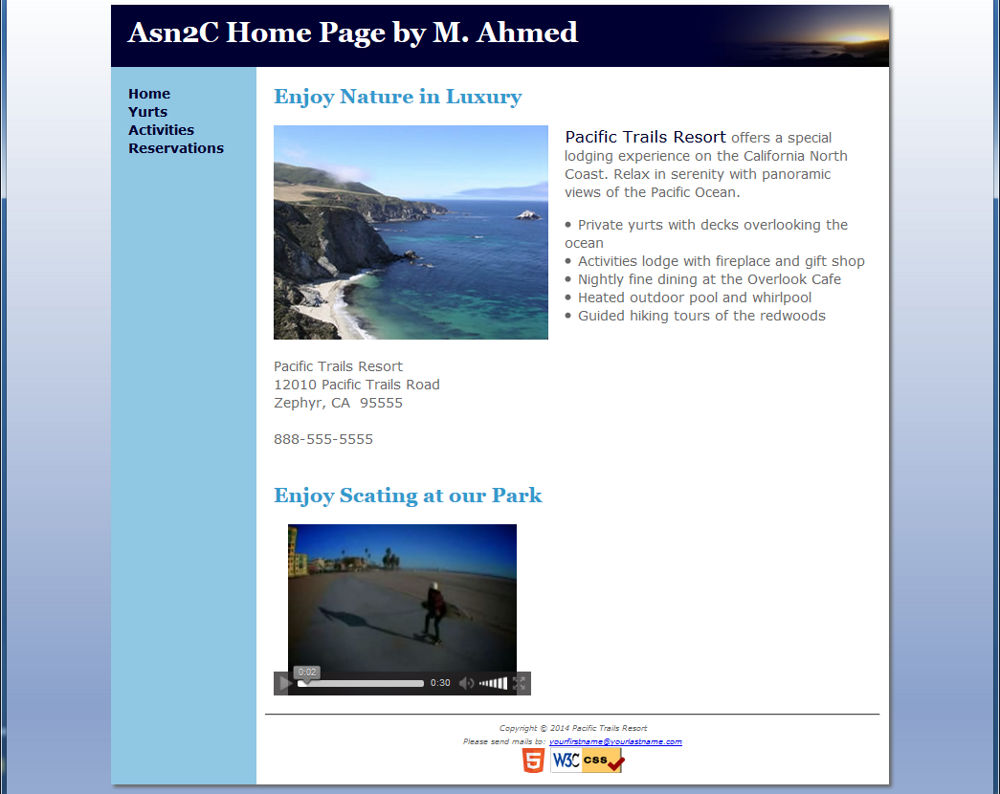 Asn2C Home Page by M. Ahmed
Home
Yurts
Activities
Reservations
Enjoy Nature in Luxury
Pacific Trails Resort offers a special
lodging experience on the California North
Coast. Relax in serenity with panoramic
views of the Pacific Ocean.
• Private yurts with decks overlooking the
ocean
• Activities lodge with fireplace and gift shop
• Nightly fine dining at the Overlook Cafe
• Heated outdoor pool and whirlpool
• Guided hiking tours of the redwoods
Pacific Trails Resort
12010 Pacific Trails Road
Zephyr, CA  95555
888-555-5555
Enjoy Scating at our Park
0:02
0:30
Copyright © 2014 Pacific Trails Resort
Please send mails to: yourfirstname@yourlastname.com
5 W3C css